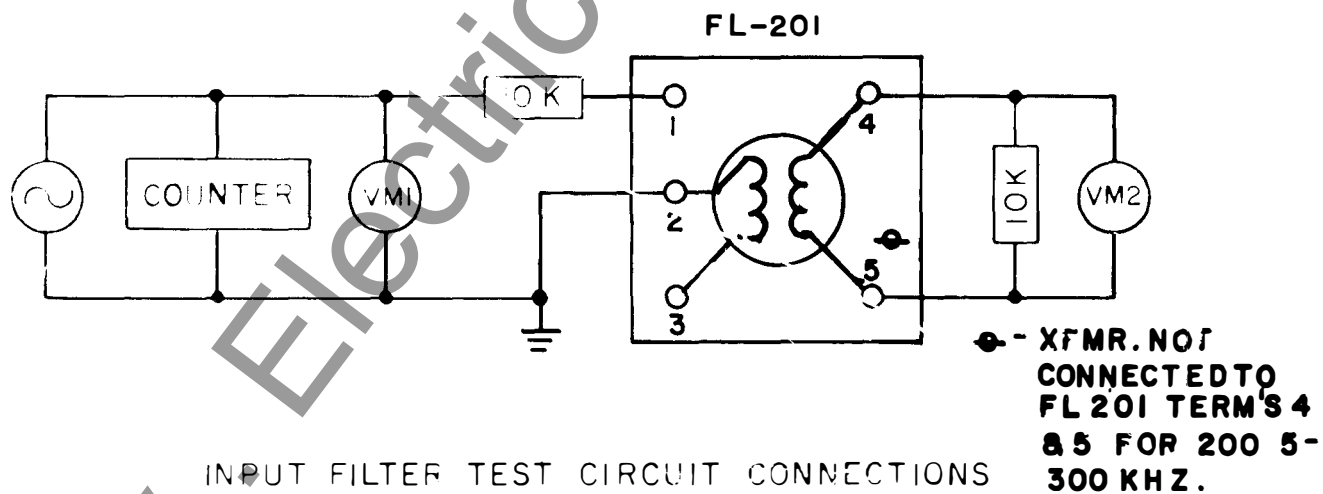 FL-201
10K
1
4
COUNTER
VM1
2
10K
VM2
5
3
- XFMR. NOT
CONNECTED TO
FL 201 TERM'S 4
& 5 FOR 200 5-
300 KHZ.
INPUT FILTER TEST CIRCUIT CONNECTIONS
Electric